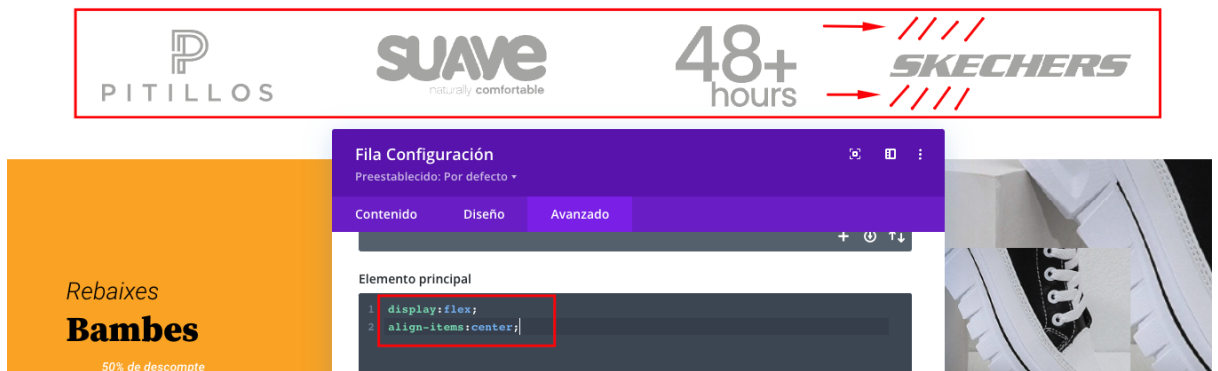 PITILLOS
SUAVE
naturally comfortable
48+
hours
SKECHERS
Fila Configuración
Preestablecido: Por defecto
Contenido Diseño Avanzado
Elemento principal
1 display:flex;
2 align-items:center;
Rebaixes
Bambes
50% de descompte